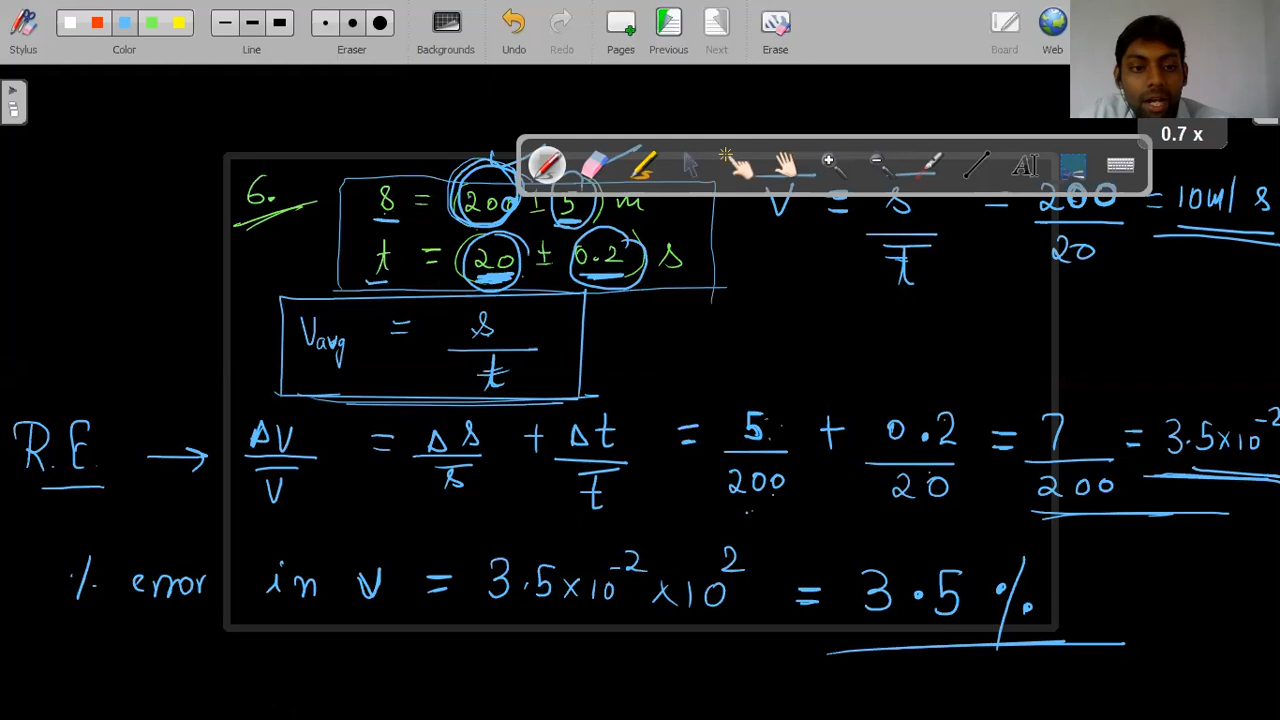 Stylus Color Line Eraser Backgrounds Undo Redo Pages Previous Next Erase Board Web
0.7 x
6. s = (200 ± 5) m
t = (20 ± 0.2) s
v = s/t = 200/20 = 10 m/s
Vavg = s/t
R.E. → Δv/v = Δs/s + Δt/t = 5/200 + 0.2/20 = 7/200 = 3.5×10⁻²
% error in v = 3.5×10⁻² ×10² = 3.5 %